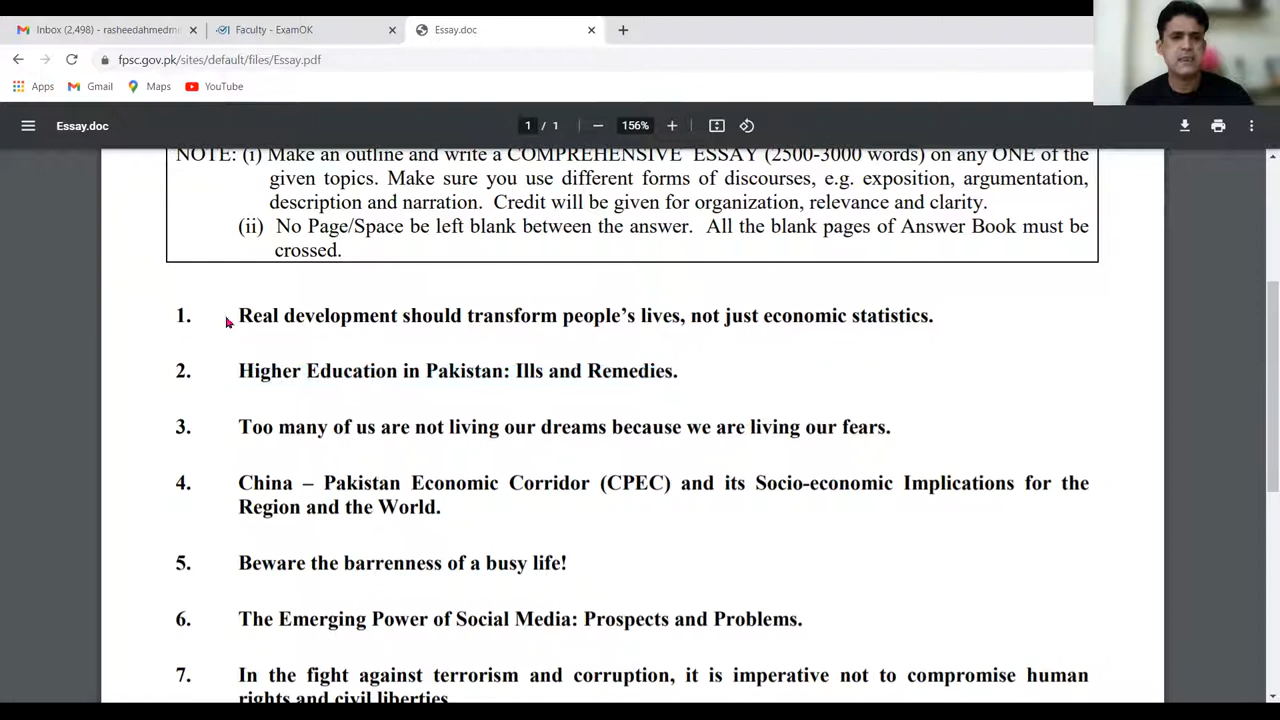 Inbox (2,498) - rasheedahmedm
Faculty - ExamOK
Essay.doc
fpsc.gov.pk/sites/default/files/Essay.pdf
Apps
Gmail
Maps
YouTube
Essay.doc
1 / 1
156%
NOTE: (i) Make an outline and write a COMPREHENSIVE ESSAY (2500-3000 words) on any ONE of the
given topics. Make sure you use different forms of discourses, e.g. exposition, argumentation,
description and narration. Credit will be given for organization, relevance and clarity.
(ii) No Page/Space be left blank between the answer. All the blank pages of Answer Book must be
crossed.
1. Real development should transform people's lives, not just economic statistics.
2. Higher Education in Pakistan: Ills and Remedies.
3. Too many of us are not living our dreams because we are living our fears.
4. China – Pakistan Economic Corridor (CPEC) and its Socio-economic Implications for the
Region and the World.
5. Beware the barrenness of a busy life!
6. The Emerging Power of Social Media: Prospects and Problems.
7. In the fight against terrorism and corruption, it is imperative not to compromise human
rights and civil liberties